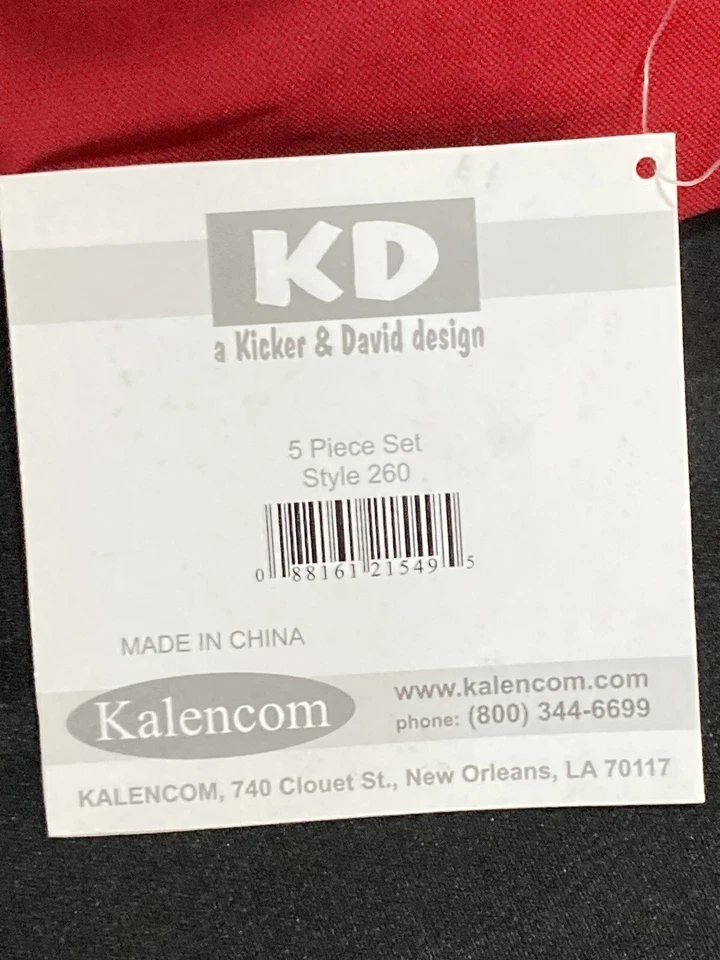 KD
a Kicker & David design
5 Piece Set
Style 260
0 88161 21549 5
MADE IN CHINA
Kalencom
www.kalencom.com
phone: (800) 344-6699
KALENCOM, 740 Clouet St., New Orleans, LA 70117